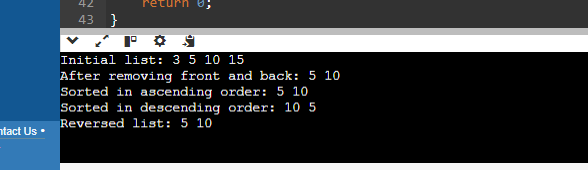 42 return 0;
43 }
Initial list: 3 5 10 15
After removing front and back: 5 10
Sorted in ascending order: 5 10
Sorted in descending order: 10 5
Reversed list: 5 10
ntact Us •